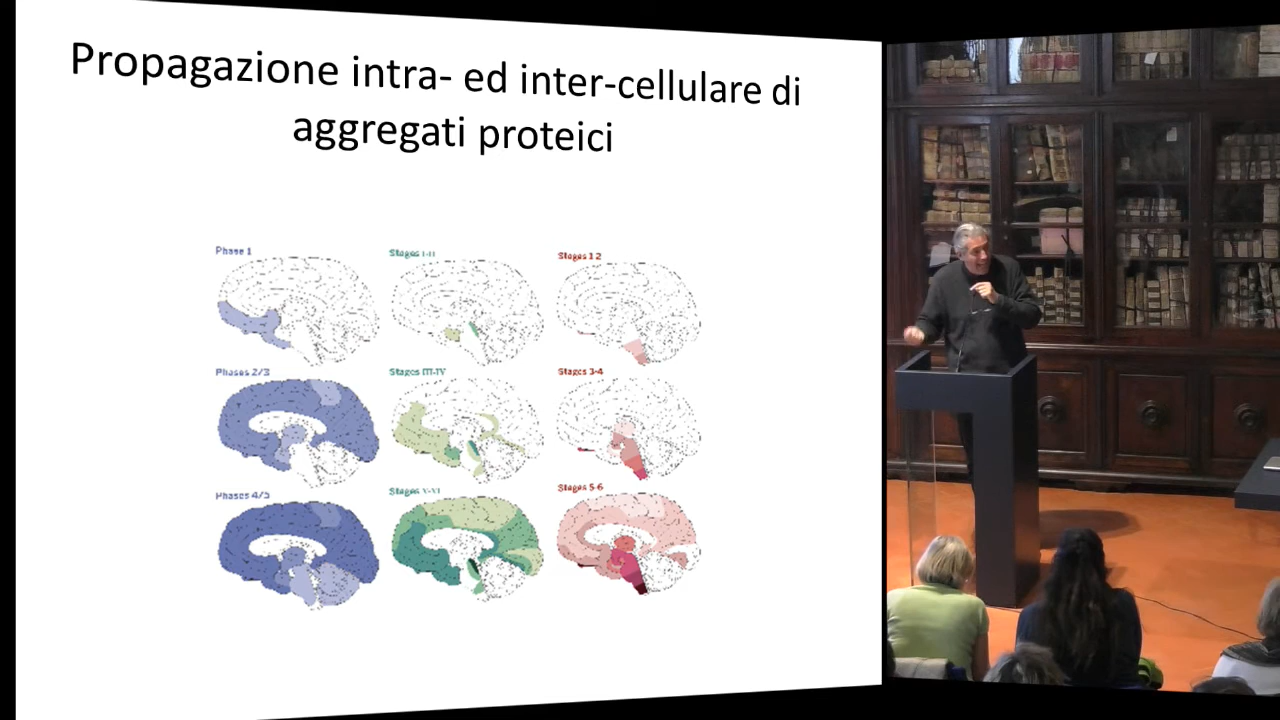 Propagazione intra- ed inter-cellulare di
aggregati proteici
Phase 1
Stages I-II
Stages 1 2
Phases 2/3
Stages III-IV
Stages 3-4
Phases 4/5
Stages V-VI
Stages 5-6